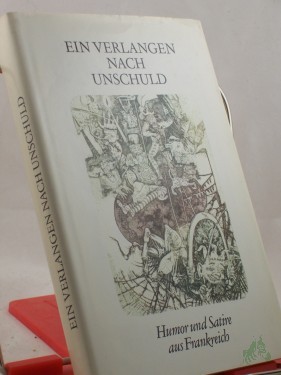 EIN VERLANGEN
NACH
UNSCHULD
Humor und Satire
aus Frankreich
EIN VERLANGEN NACH UNSCHULD